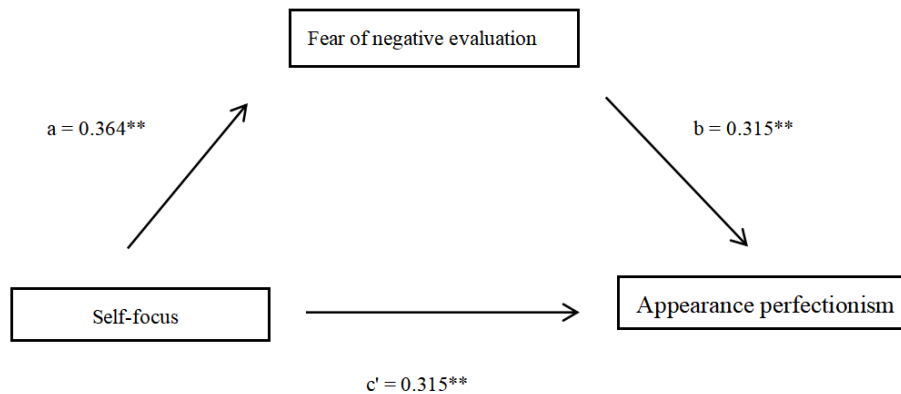 Fear of negative evaluation
a = 0.364**
b = 0.315**
Self-focus
Appearance perfectionism
c' = 0.315**